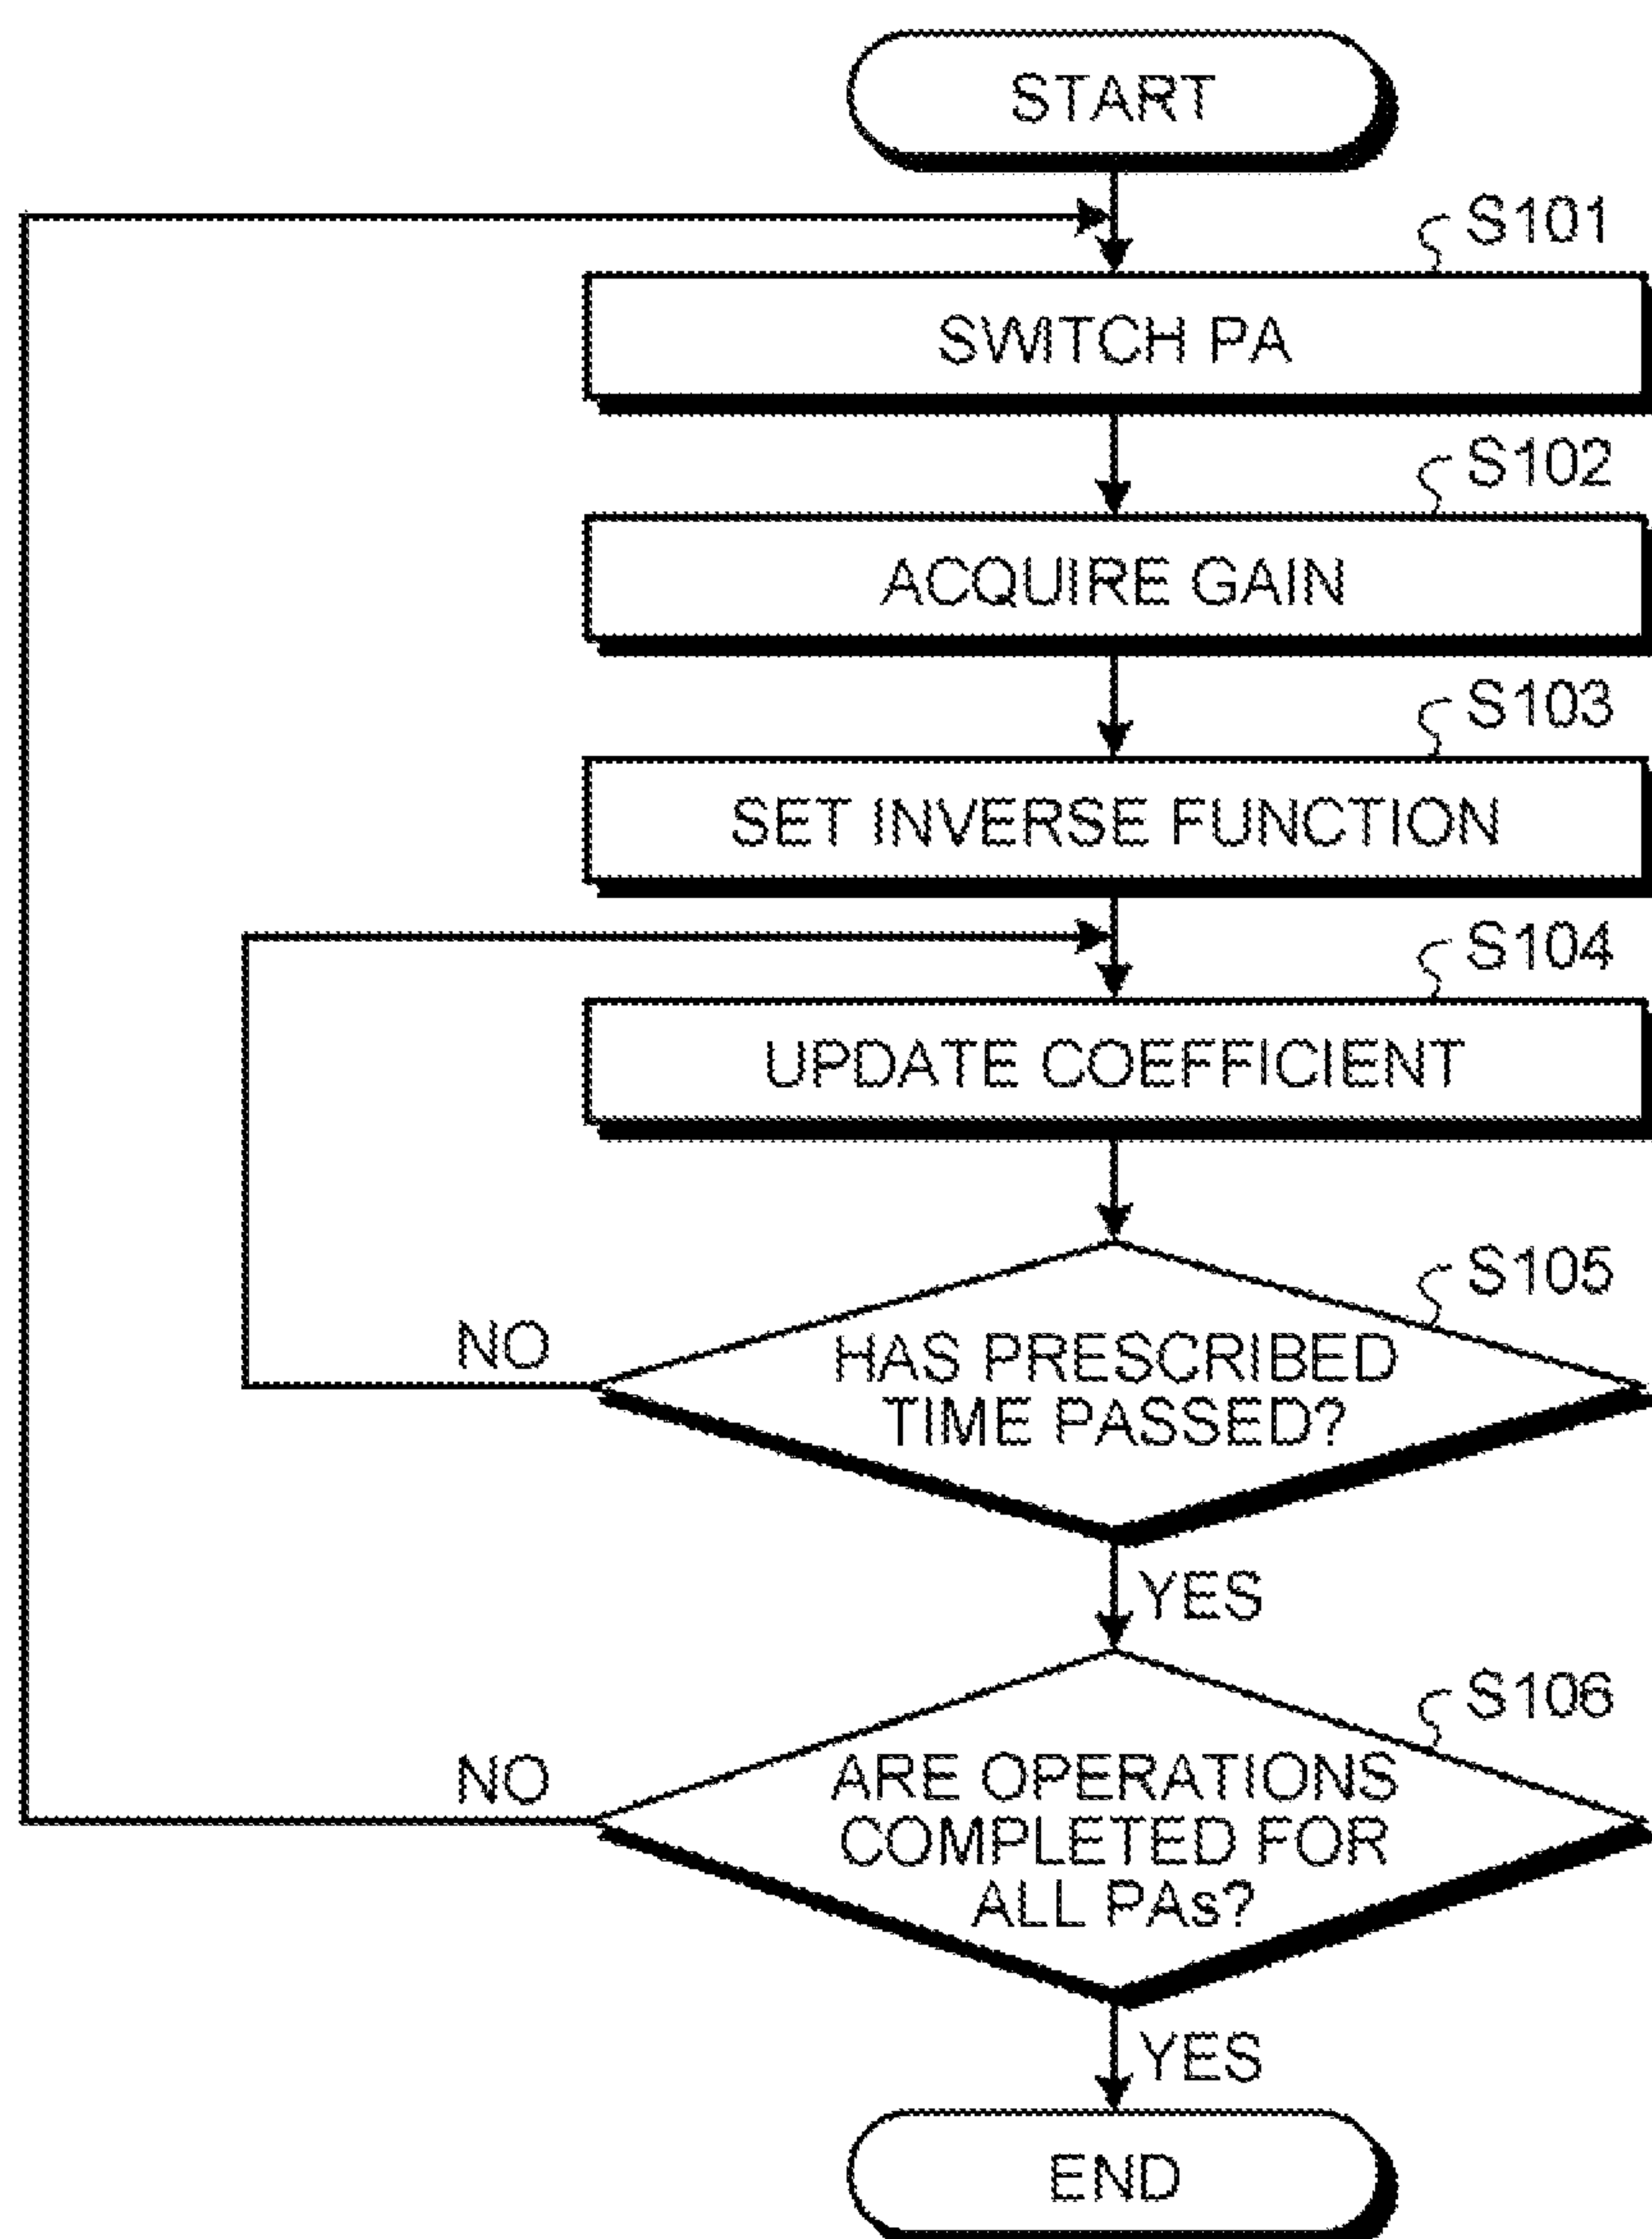 START
S101
SWITCH PA
S102
ACQUIRE GAIN
S103
SET INVERSE FUNCTION
S104
UPDATE COEFFICIENT
S105
HAS PRESCRIBED
TIME PASSED?
NO
YES
S106
ARE OPERATIONS
COMPLETED FOR
ALL PAs?
NO
YES
END